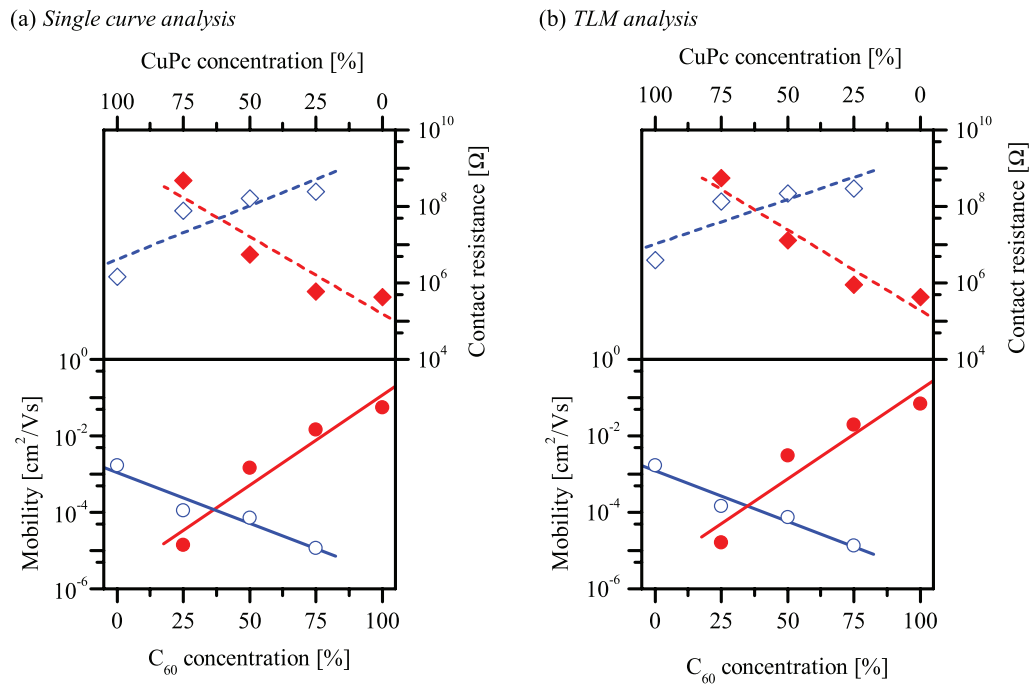 (a) Single curve analysis
CuPc concentration [%]
100 75 50 25 0
10^10
10^8
10^6
10^4
Contact resistance [Ω]
10^0
10^-2
10^-4
10^-6
Mobility [cm^2/Vs]
0 25 50 75 100
C_60 concentration [%]
(b) TLM analysis
CuPc concentration [%]
100 75 50 25 0
10^10
10^8
10^6
10^4
Contact resistance [Ω]
10^0
10^-2
10^-4
10^-6
Mobility [cm^2/Vs]
0 25 50 75 100
C_60 concentration [%]